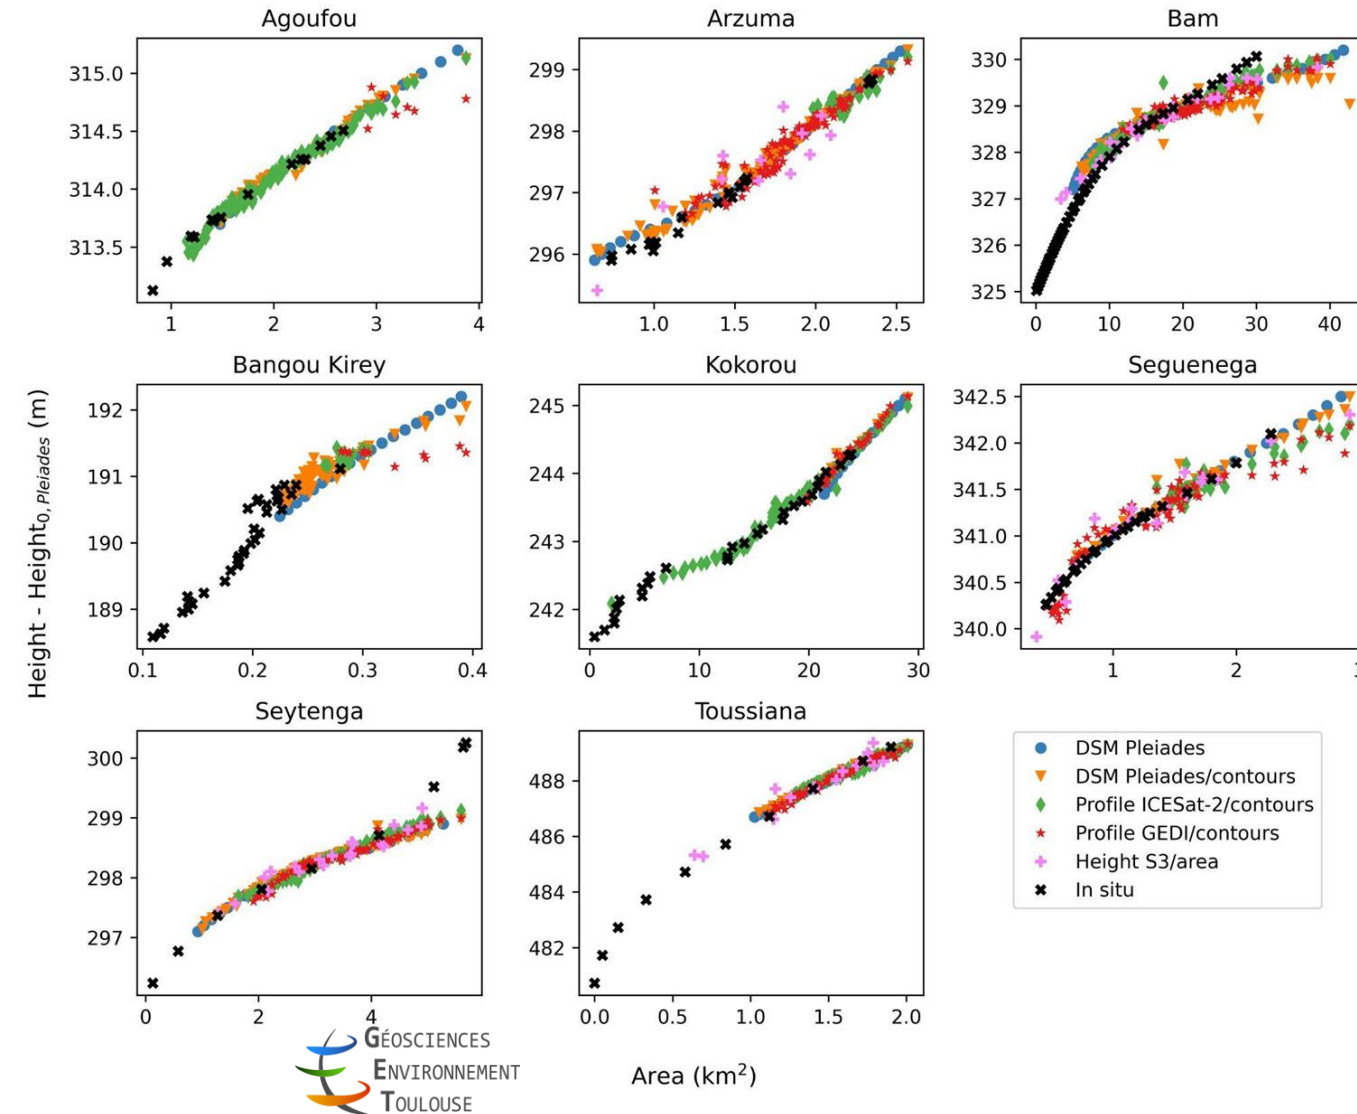 Agoufou
Arzuma
Bam
315.0
314.5
314.0
313.5
1 2 3 4
299
298
297
296
1.0 1.5 2.0 2.5
330
329
328
327
326
325
0 10 20 30 40
Height - Height0, Pleiades (m)
Bangou Kirey
Kokorou
Seguenega
192
191
190
189
0.1 0.2 0.3 0.4
245
244
243
242
0 10 20 30
342.5
342.0
341.5
341.0
340.5
340.0
1 2
Seytenga
Toussiana
300
299
298
297
0 2 4
488
486
484
482
0.0 0.5 1.0 1.5 2.0
DSM Pleiades
DSM Pleiades/contours
Profile ICESat-2/contours
Profile GEDI/contours
Height S3/area
In situ
Area (km²)
GÉOSCIENCES
ENVIRONNEMENT
TOULOUSE